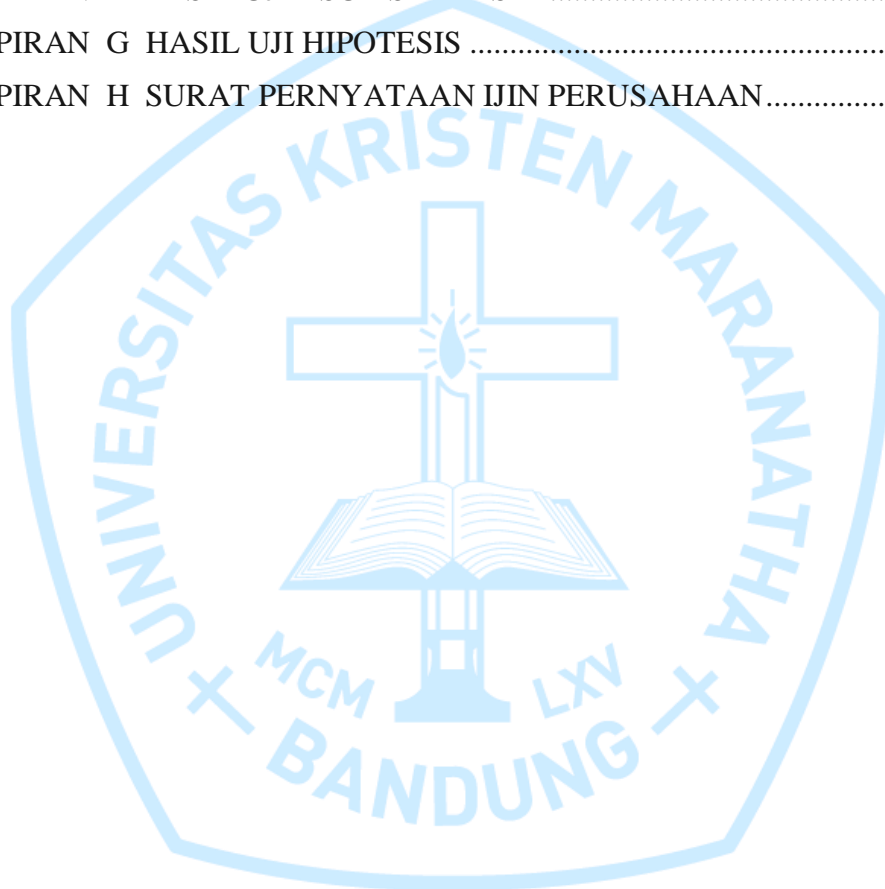 PIRAN G HASIL UJI HIPOTESIS ....................................................
PIRAN H SURAT PERNYATAAN IJIN PERUSAHAAN...............
UNIVERSITAS KRISTEN MARANATHA
MCM LXV
BANDUNG